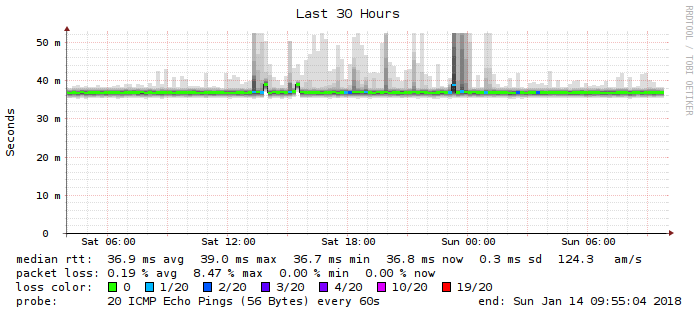 Last 30 Hours
RRDTOOL / TOBI OETIKER
Seconds
50 m
40 m
30 m
20 m
10 m
0
Sat 06:00 Sat 12:00 Sat 18:00 Sun 00:00 Sun 06:00
median rtt: 36.9 ms avg 39.0 ms max 36.7 ms min 36.8 ms now 0.3 ms sd 124.3 am/s
packet loss: 0.19 % avg 8.47 % max 0.00 % min 0.00 % now
loss color: 0 1/20 2/20 3/20 4/20 10/20 19/20
probe: 20 ICMP Echo Pings (56 Bytes) every 60s end: Sun Jan 14 09:55:04 2018